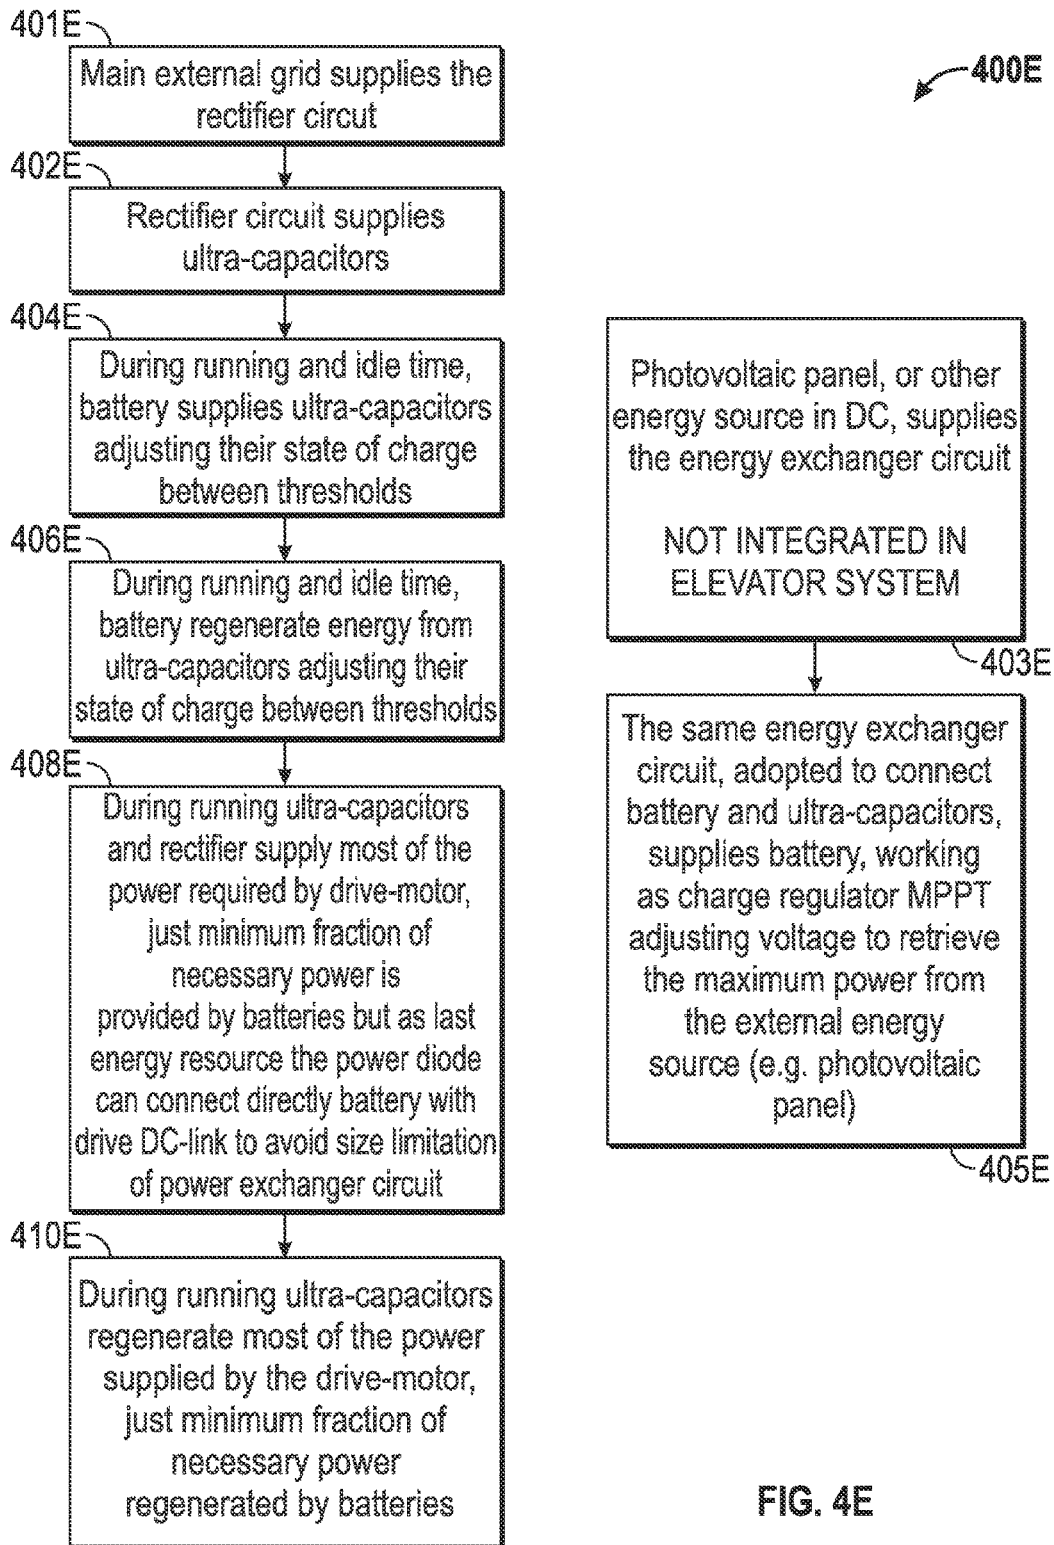 401E
Main external grid supplies the
rectifier circut
400E
402E
Rectifier circuit supplies
ultra-capacitors
404E
During running and idle time,
battery supplies ultra-capacitors
adjusting their state of charge
between thresholds
406E
During running and idle time,
battery regenerate energy from
ultra-capacitors adjusting their
state of charge between thresholds
408E
During running ultra-capacitors
and rectifier supply most of the
power required by drive-motor,
just minimum fraction of
necessary power is
provided by batteries but as last
energy resource the power diode
can connect directly battery with
drive DC-link to avoid size limitation
of power exchanger circuit
410E
During running ultra-capacitors
regenerate most of the power
supplied by the drive-motor,
just minimum fraction of
necessary power
regenerated by batteries
Photovoltaic panel, or other
energy source in DC, supplies
the energy exchanger circuit
NOT INTEGRATED IN
ELEVATOR SYSTEM
403E
The same energy exchanger
circuit, adopted to connect
battery and ultra-capacitors,
supplies battery, working
as charge regulator MPPT
adjusting voltage to retrieve
the maximum power from
the external energy
source (e.g. photovoltaic
panel)
405E
FIG. 4E